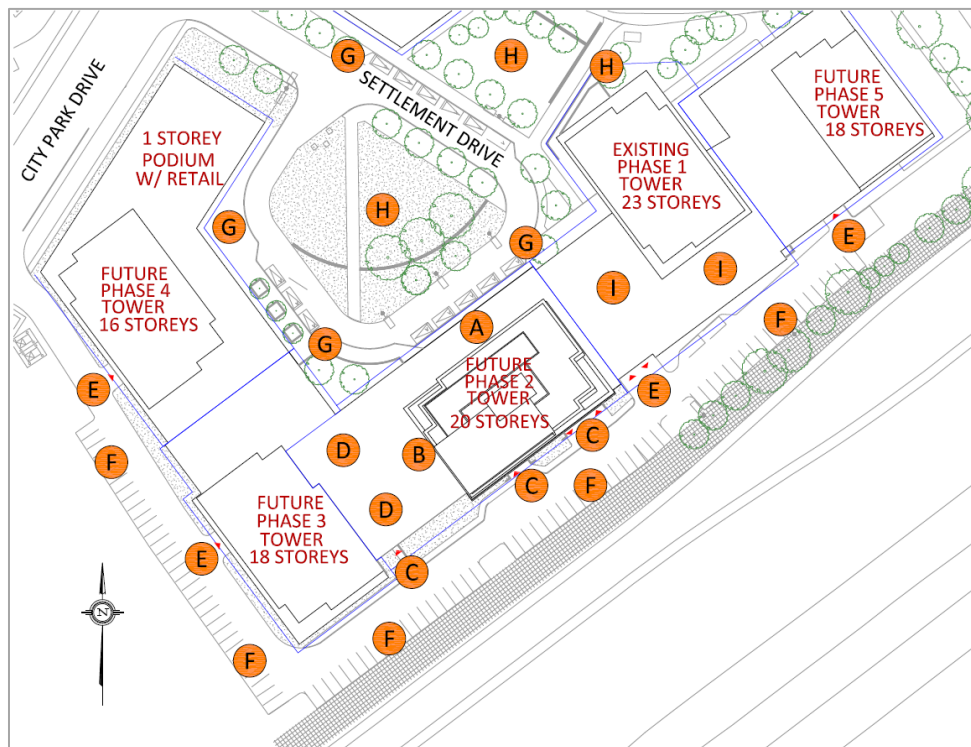 G
H
H
CITY PARK DRIVE
SETTLEMENT DRIVE
FUTURE
PHASE 5
TOWER
18 STOREYS
1 STOREY
PODIUM
W/ RETAIL
EXISTING
PHASE 1
TOWER
23 STOREYS
H
G
G
E
I
I
FUTURE
PHASE 4
TOWER
16 STOREYS
A
F
G
FUTURE
PHASE 2
TOWER
20 STOREYS
E
E
C
D
B
F
C
F
D
FUTURE
PHASE 3
TOWER
18 STOREYS
E
C
N
F
F